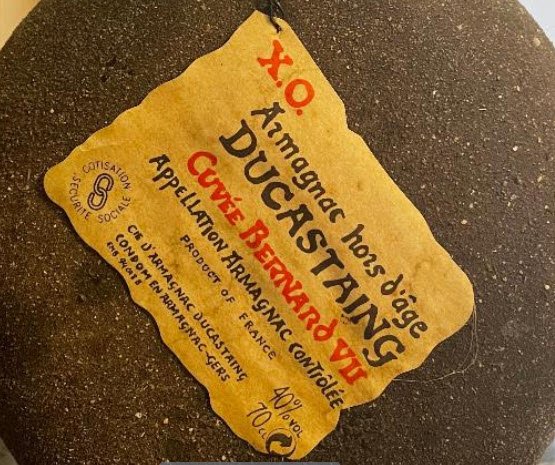 X.O.
Armagnac hors d'âge
DUCASTAING
CUVÉE BERNARD VII
APPELLATION ARMAGNAC CONTRÔLÉE
PRODUCT OF FRANCE
COTISATION
SÉCURITÉ SOCIALE
CIE D'ARMAGNAC DUCASTAING
CONDOM EN ARMAGNAC-GERS
40% VOL
70 CL